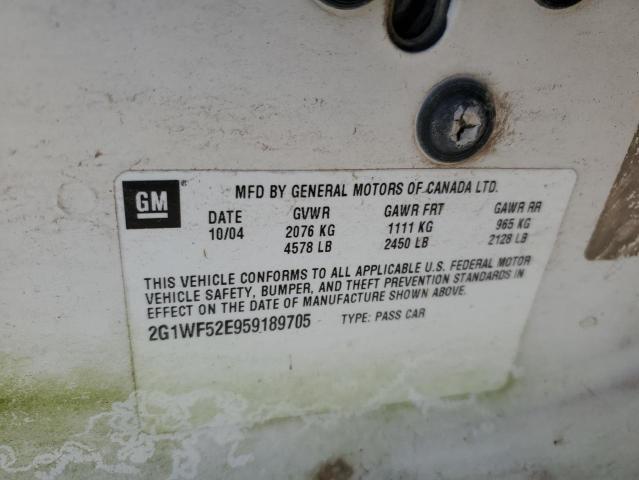 GM ®
MFD BY GENERAL MOTORS OF CANADA LTD.
DATE GVWR GAWR FRT GAWR RR
10/04 2076 KG 1111 KG 965 KG
4578 LB 2450 LB 2128 LB
THIS VEHICLE CONFORMS TO ALL APPLICABLE U.S. FEDERAL MOTOR
VEHICLE SAFETY, BUMPER, AND THEFT PREVENTION STANDARDS IN
EFFECT ON THE DATE OF MANUFACTURE SHOWN ABOVE.
2G1WF52E959189705 TYPE: PASS CAR